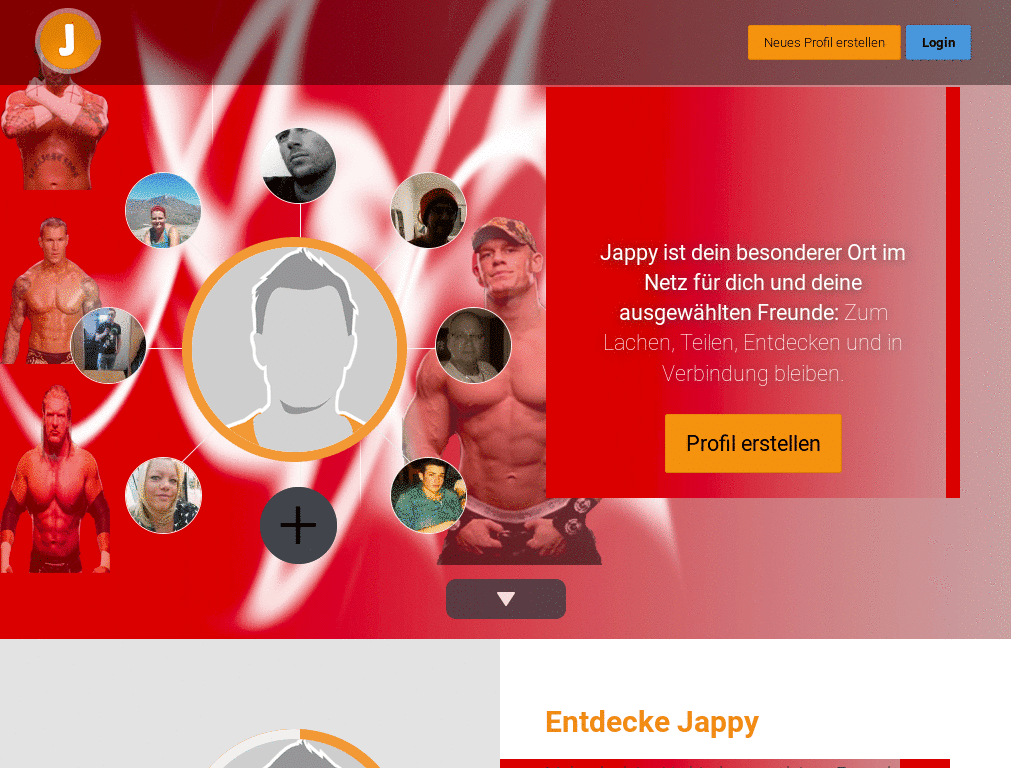 J
Neues Profil erstellen
Login
Jappy ist dein besonderer Ort im
Netz für dich und deine
ausgewählten Freunde: Zum
Lachen, Teilen, Entdecken und in
Verbindung bleiben.
Profil erstellen
Entdecke Jappy